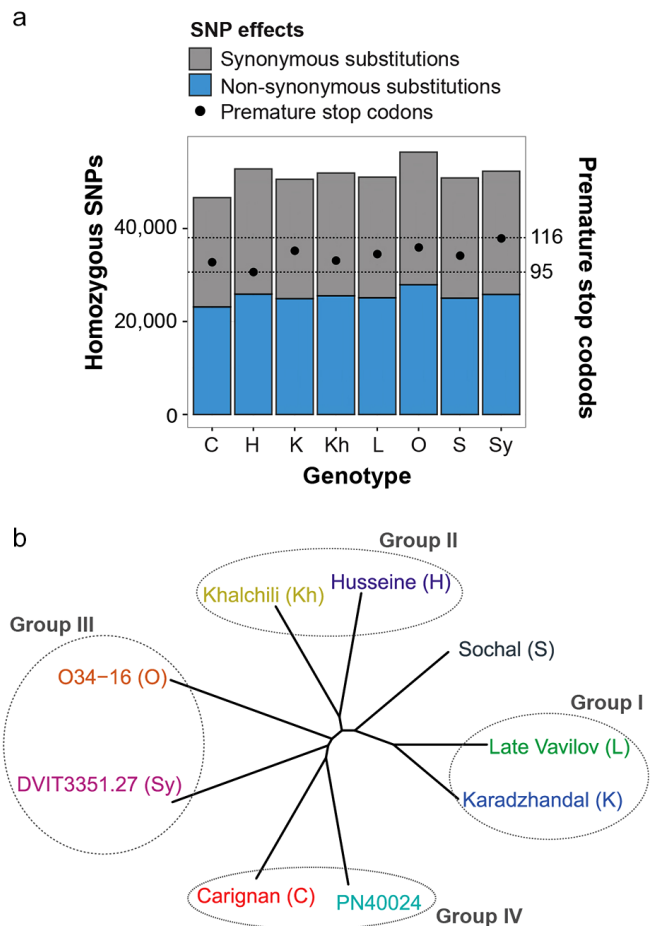 a
SNP effects
Synonymous substitutions
Non-synonymous substitutions
Premature stop codons
Homozygous SNPs
40,000
20,000
0
116
95
Premature stop codods
C H K Kh L O S Sy
Genotype
b
Group II
Khalchili (Kh)
Husseine (H)
Group III
Sochal (S)
O34−16 (O)
Group I
Late Vavilov (L)
DVIT3351.27 (Sy)
Karadzhandal (K)
Carignan (C)
PN40024
Group IV